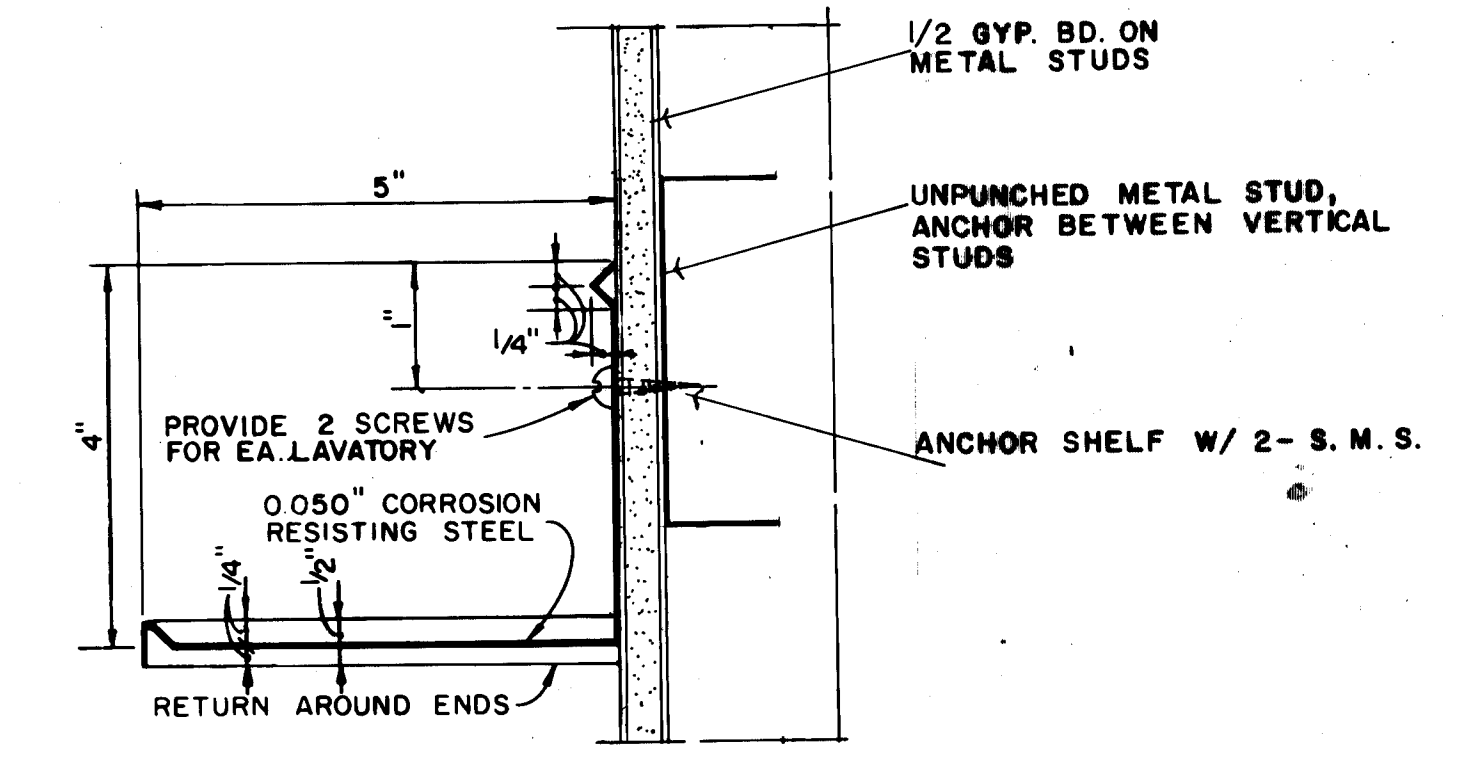 1/2 GYP. BD. ON
METAL STUDS
5"
UNPUNCHED METAL STUD,
ANCHOR BETWEEN VERTICAL
STUDS
1"
1/4"
4"
PROVIDE 2 SCREWS
FOR EA. LAVATORY
ANCHOR SHELF W/ 2- S. M. S.
0.050" CORROSION
RESISTING STEEL
1/4"
1/2"
RETURN AROUND ENDS